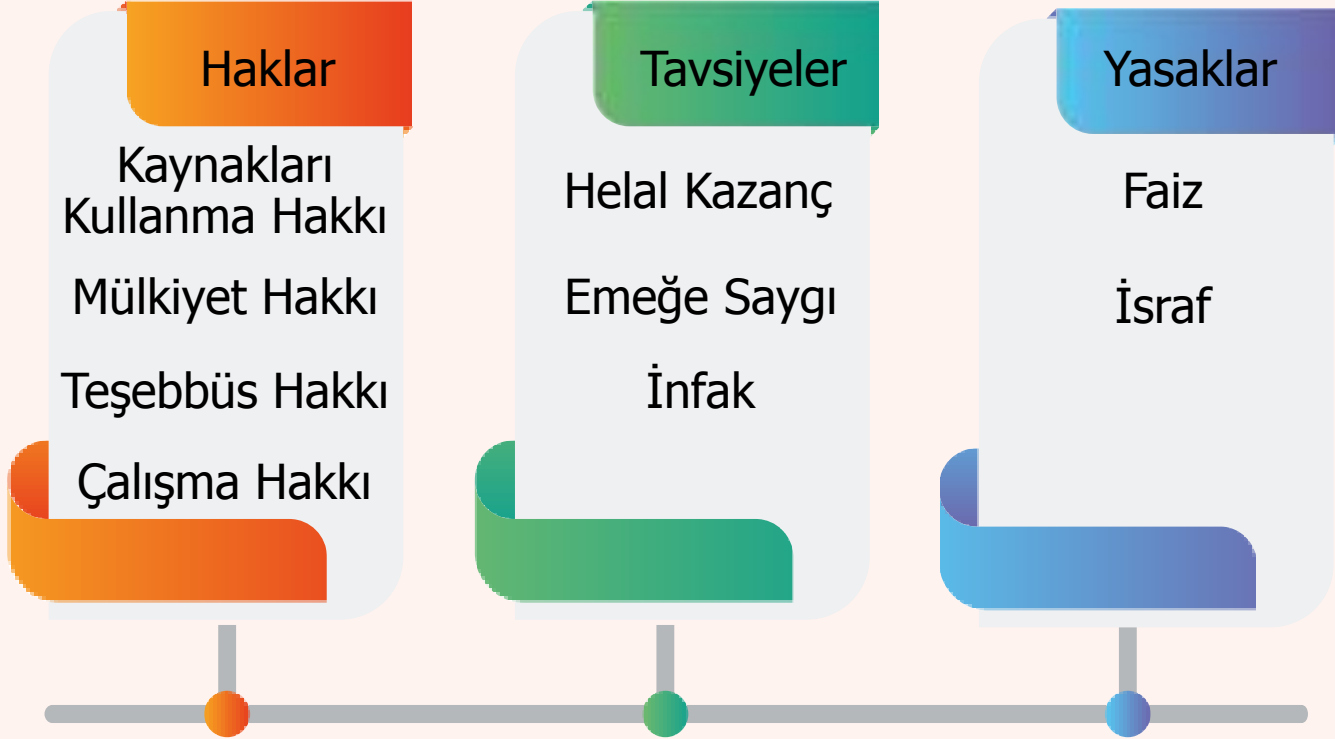 Haklar
Kaynakları
Kullanma Hakkı
Mülkiyet Hakkı
Teşebbüs Hakkı
Çalışma Hakkı
Tavsiyeler
Helal Kazanç
Emeğe Saygı
İnfak
Yasaklar
Faiz
İsraf